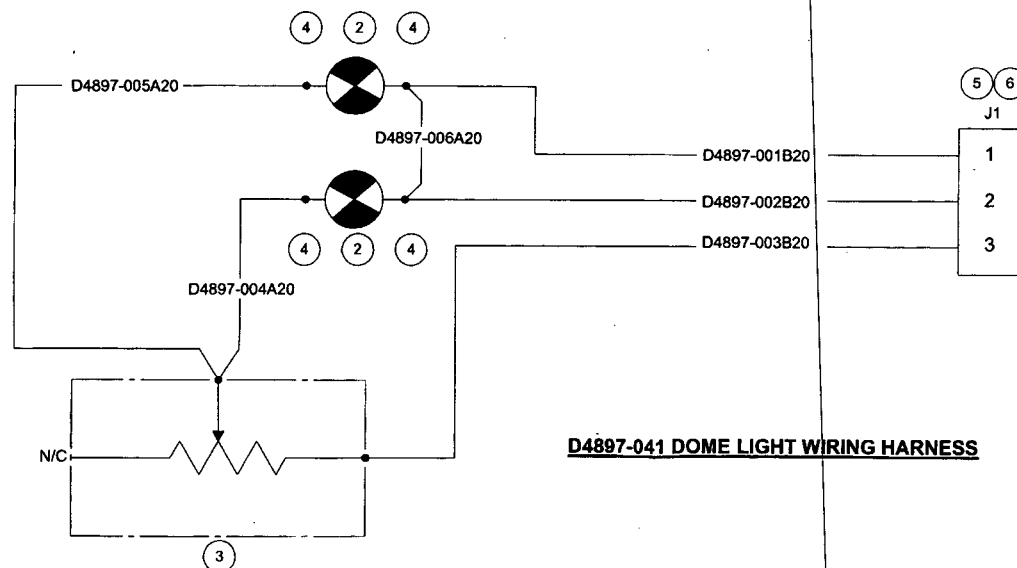 4 2 4
D4897-005A20
5 6
J1
D4897-006A20
D4897-001B20
1
D4897-002B20
2
D4897-003B20
3
4 2 4
D4897-004A20
N/C
D4897-041 DOME LIGHT WIRING HARNESS
3